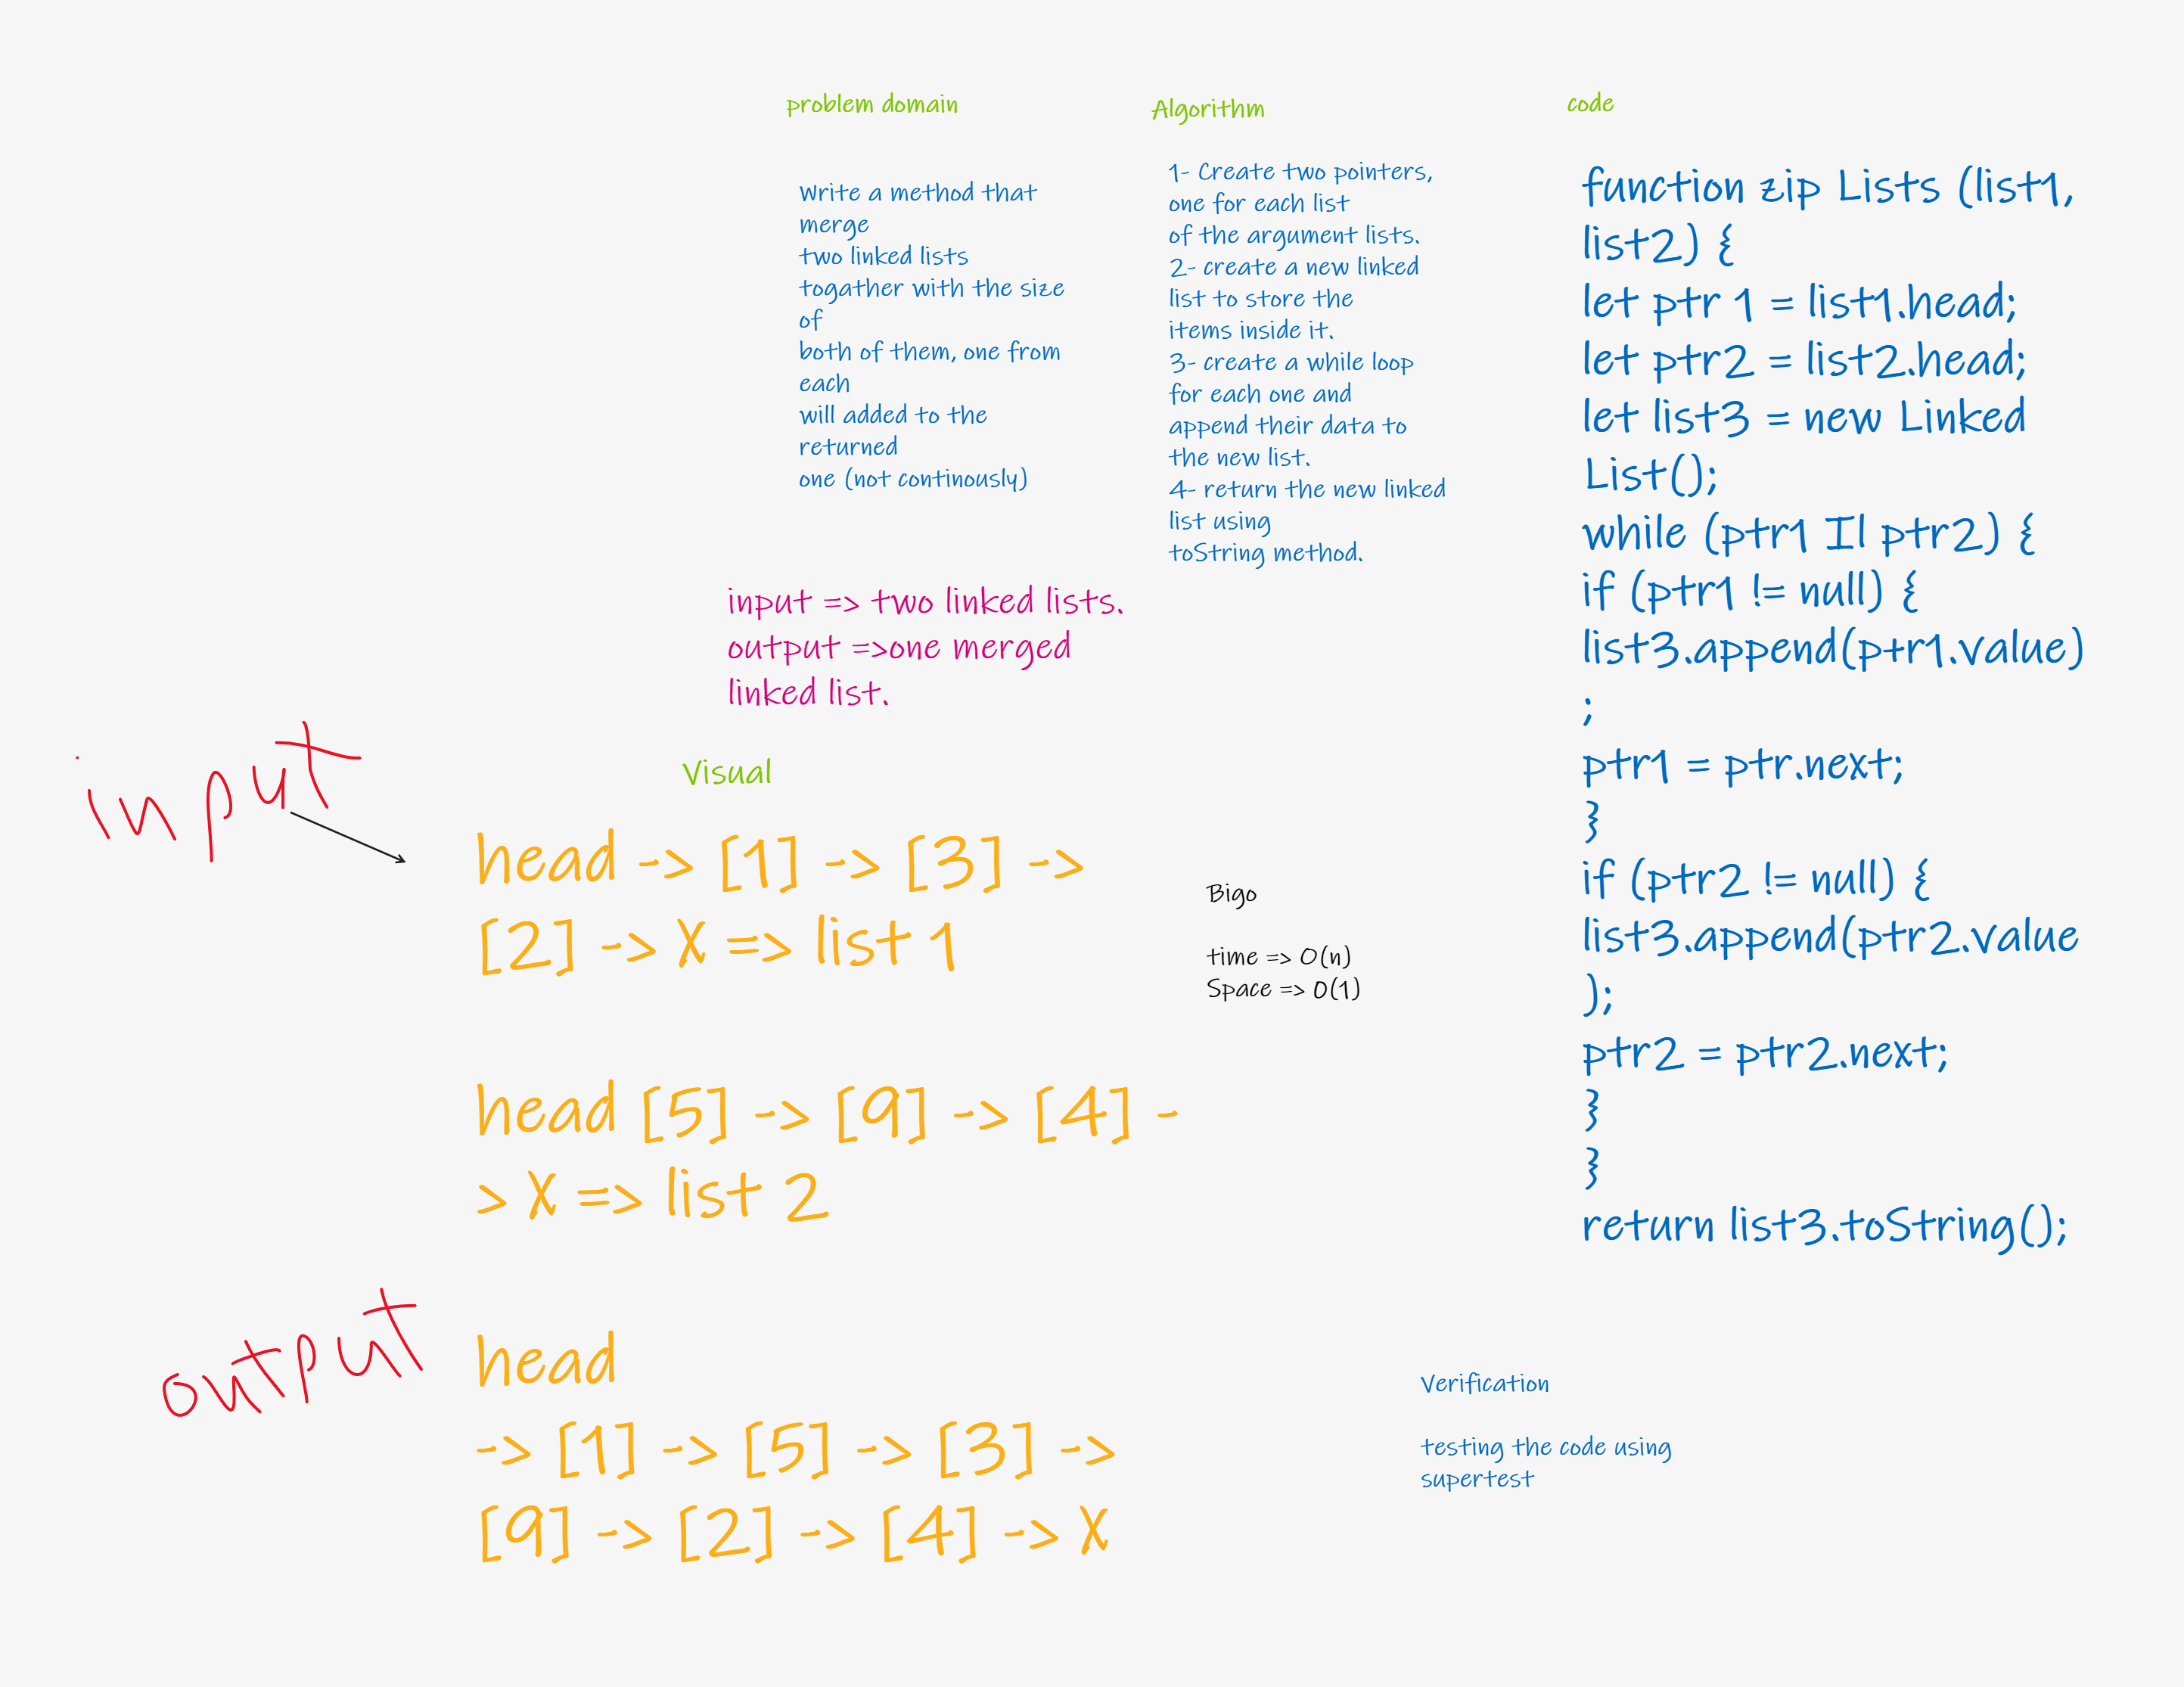 problem domain
Write a method that
merge
two linked lists
togather with the size
of
both of them, one from
each
will added to the
returned
one (not continously)
input => two linked lists.
output =>one merged
linked list.
Algorithm
1- Create two pointers,
one for each list
of the argument lists.
2- create a new linked
list to store the
items inside it.
3- create a while loop
for each one and
append their data to
the new list.
4- return the new linked
list using
toString method.
code
function zip Lists (list1,
list2) {
let ptr 1 = list1.head;
let ptr2 = list2.head;
let list3 = new Linked
List();
while (ptr1 Il ptr2) {
if (ptr1 != null) {
list3.append(ptr1.value)
;
ptr1 = ptr.next;
}
if (ptr2 != null) {
list3.append(ptr2.value
);
ptr2 = ptr2.next;
}
}
return list3.toString();
Visual
input
head -> [1] -> [3] ->
[2] -> X => list 1
head [5] -> [9] -> [4] -
> X => list 2
output
head
-> [1] -> [5] -> [3] ->
[9] -> [2] -> [4] -> X
Bigo
time => O(n)
Space => O(1)
Verification
testing the code using
supertest